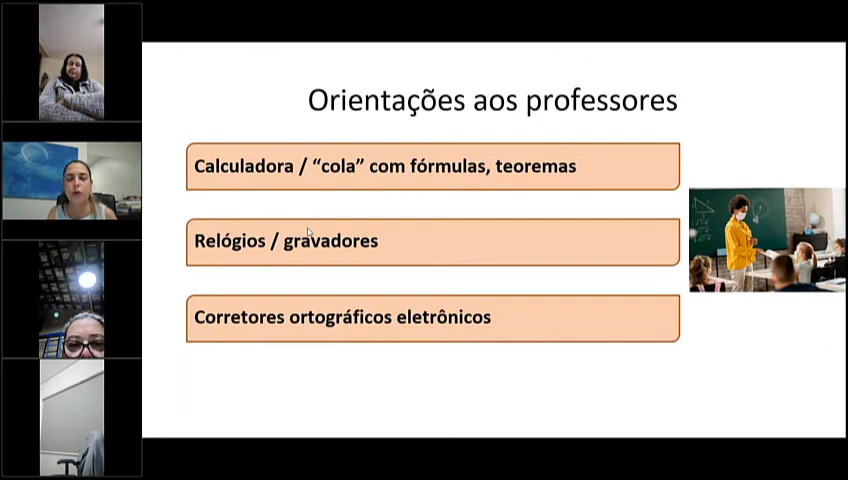 Orientações aos professores
Calculadora / “cola” com fórmulas, teoremas
Relógios / gravadores
Corretores ortográficos eletrônicos